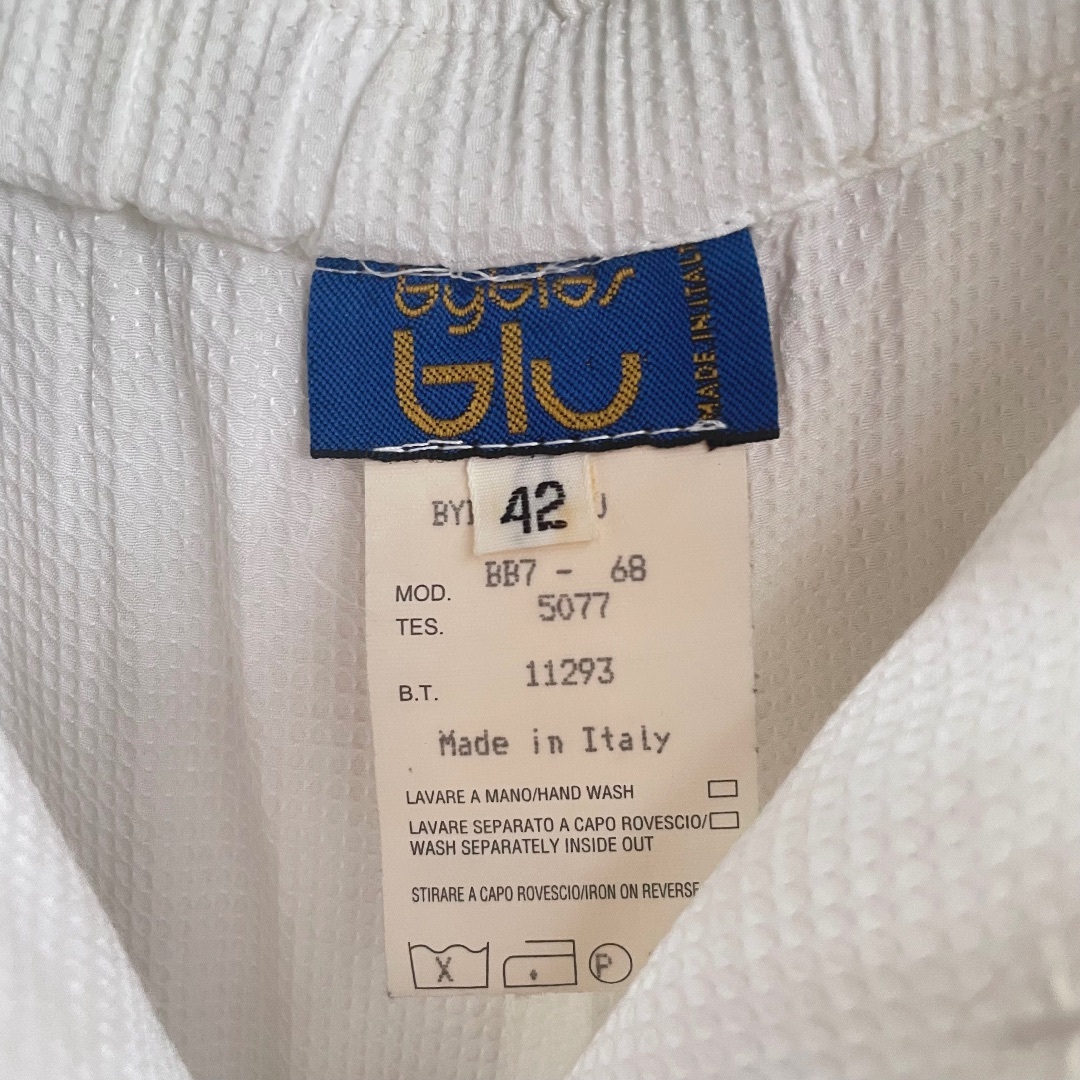 Byblos
blu
MADE IN ITALY
42
MOD. BB7 - 68
TES. 5077
B.T. 11293
Made in Italy
LAVARE A MANO/HAND WASH
LAVARE SEPARATO A CAPO ROVESCIO/
WASH SEPARATELY INSIDE OUT
STIRARE A CAPO ROVESCIO/IRON ON REVERSE
X
P